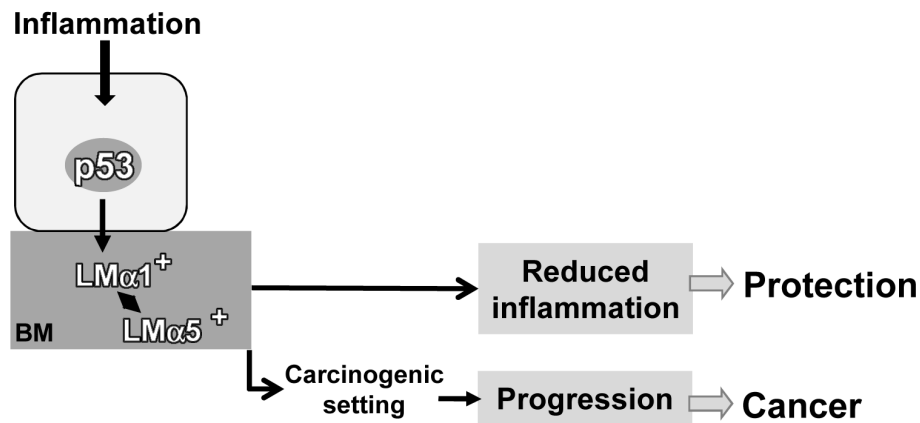 Inflammation
p53
LMα1+
LMα5 +
BM
Reduced
inflammation
Protection
Carcinogenic
setting
Progression
Cancer